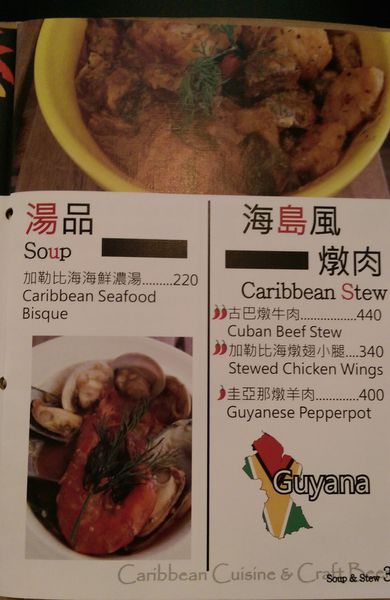 湯品
Soup
加勒比海海鮮濃湯.........220
Caribbean Seafood
Bisque
海島風
燉肉
Caribbean Stew
古巴燉牛肉.................440
Cuban Beef Stew
加勒比海燉翅小腿....340
Stewed Chicken Wings
圭亞那燉羊肉..............400
Guyanese Pepperpot
Guyana
Caribbean Cuisine & Craft Beer
Soup & Stew 3